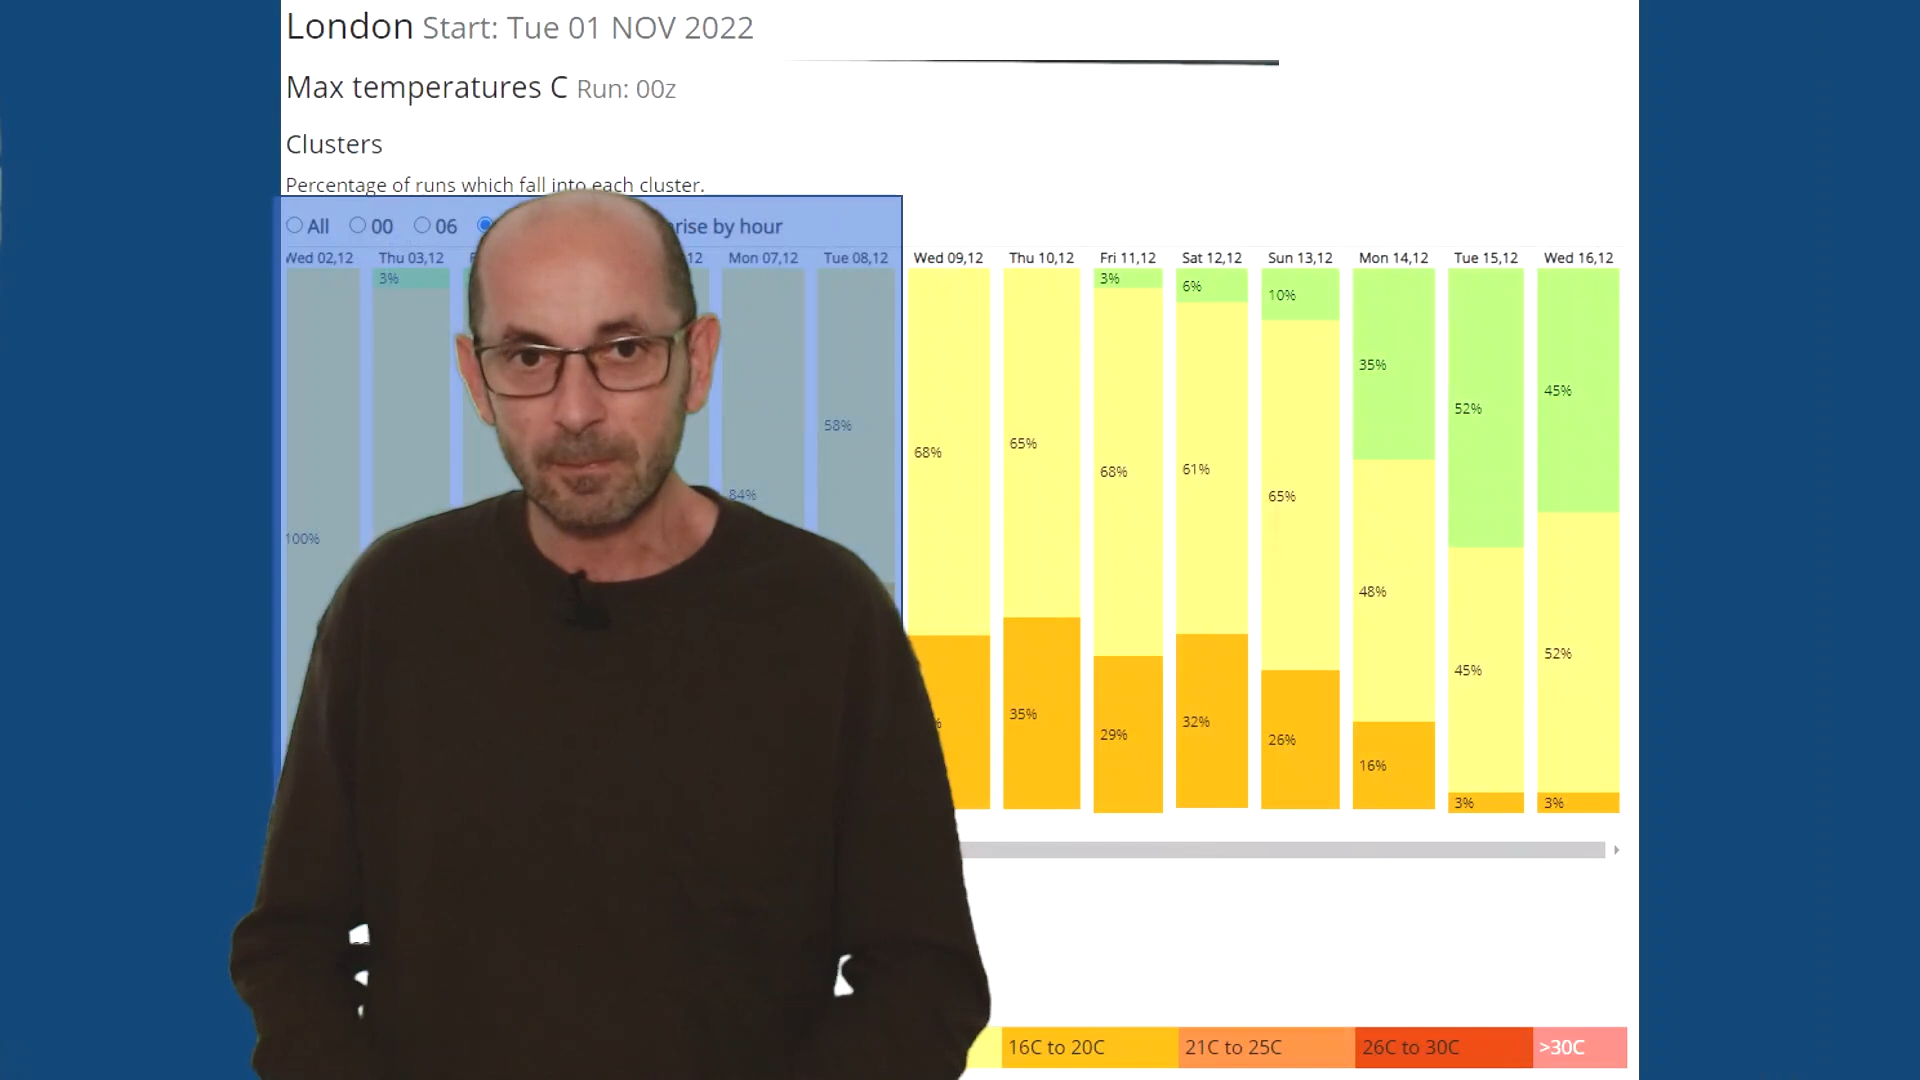 London Start: Tue 01 NOV 2022
Max temperatures C Run: 00z
Clusters
Percentage of runs which fall into each cluster.
All 00 06 by hour
Wed 02,12 Thu 03,12 12 Mon 07,12 Tue 08,12 Wed 09,12 Thu 10,12 Fri 11,12 Sat 12,12 Sun 13,12 Mon 14,12 Tue 15,12 Wed 16,12
3% 3% 6% 10%
35%
45%
52%
58%
65%
68%
68%
61%
84%
65%
100%
48%
52%
45%
35%
32%
29%
26%
16%
3% 3%
16C to 20C 21C to 25C 26C to 30C >30C